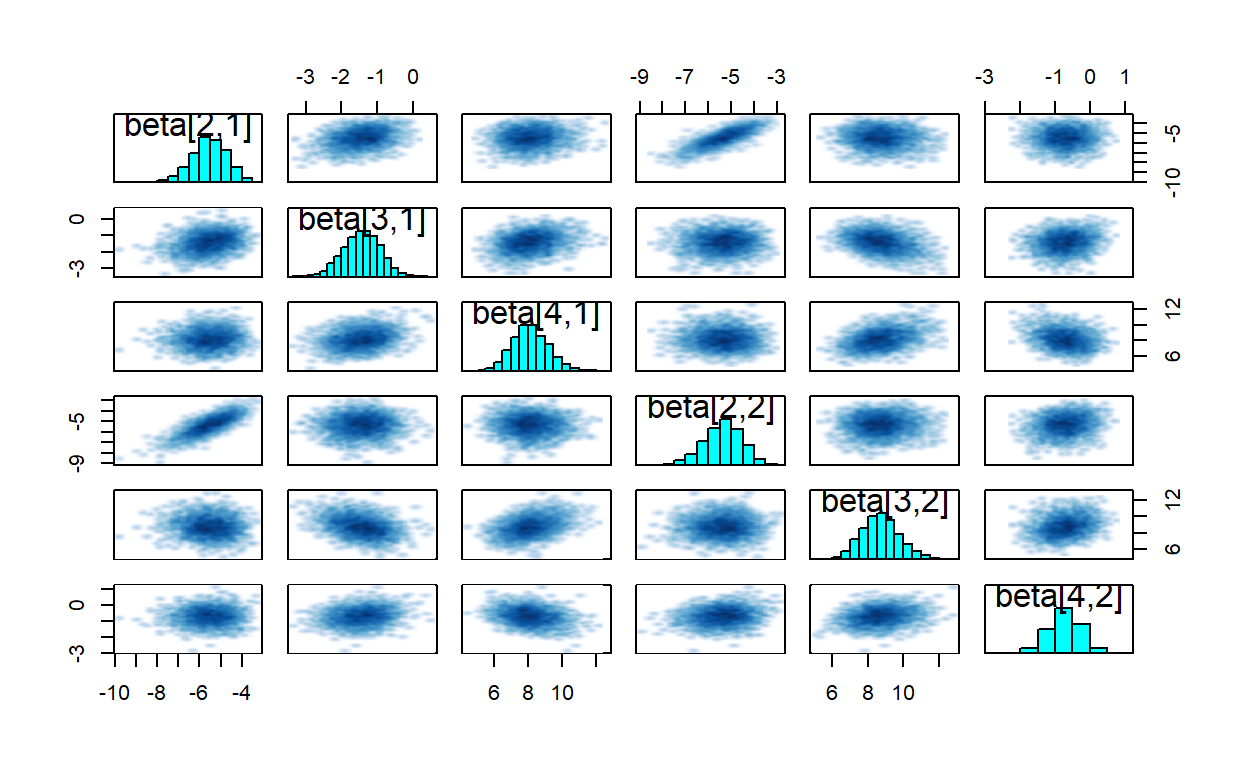 -3 -2 -1 0 -9 -7 -5 -3 -3 -1 0 1
beta[2,1] -5 -10
0 -3 beta[3,1]
beta[4,1] 12 6
-5 -9 beta[2,2]
beta[3,2] 12 6
0 -3 beta[4,2]
-10 -8 -6 -4 6 8 10 6 8 10